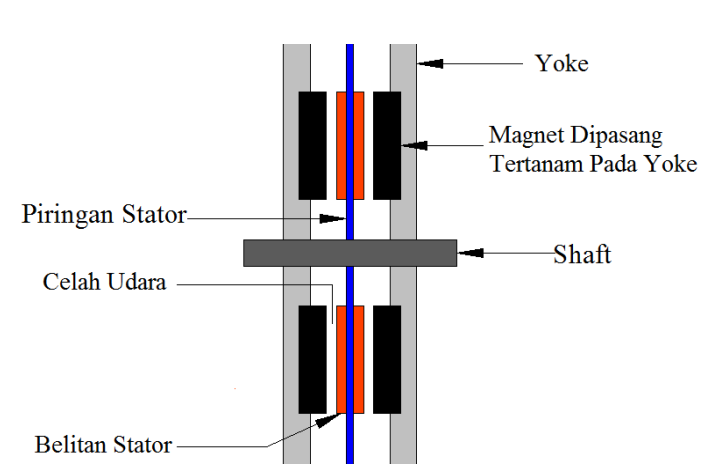 Yoke
Magnet Dipasang
Tertanam Pada Yoke
Piringan Stator
Shaft
Celah Udara
Belitan Stator